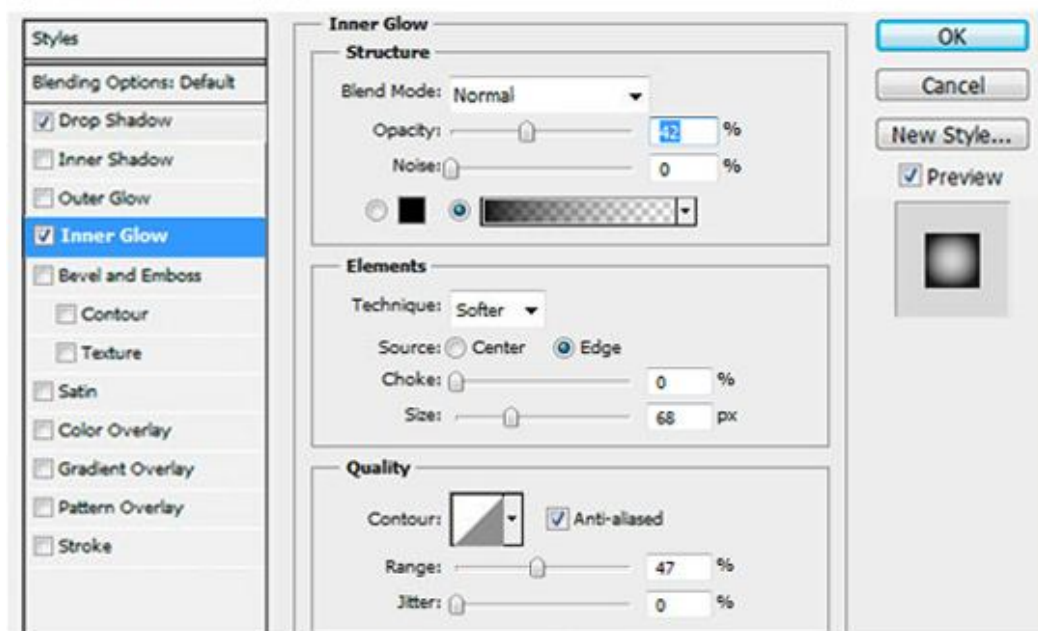 Styles
Blending Options: Default
Drop Shadow
Inner Shadow
Outer Glow
Inner Glow
Bevel and Emboss
Contour
Texture
Satin
Color Overlay
Gradient Overlay
Pattern Overlay
Stroke
Inner Glow
Structure
Blend Mode: Normal
Opacity: 42 %
Noise: 0 %
Elements
Technique: Softer
Source: Center Edge
Choke: 0 %
Size: 68 px
Quality
Contour: Anti-aliased
Range: 47 %
Jitter: 0 %
OK
Cancel
New Style...
Preview